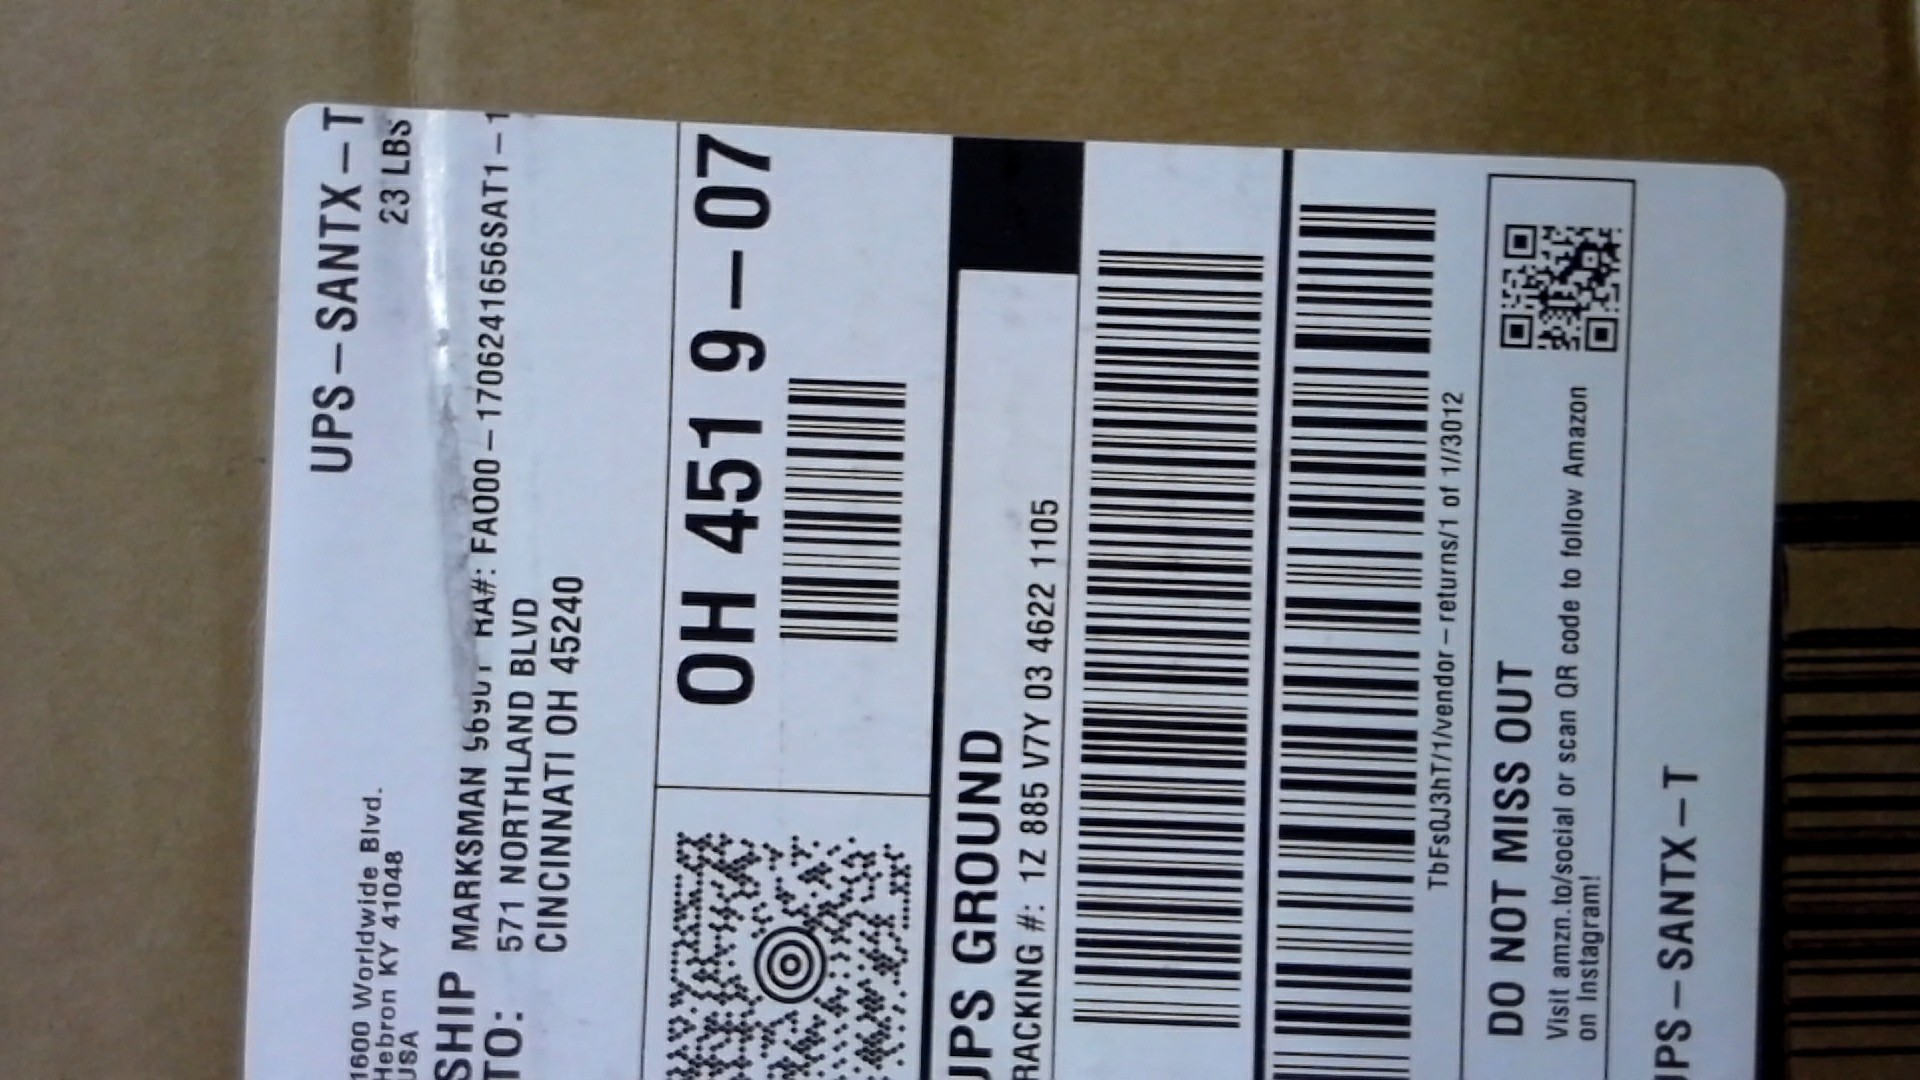 UPS-SANTX-T
23 LBS
1600 Worldwide Blvd.
Hebron KY 41048
USA
SHIP
TO:
MARKSMAN RA#: FA000-1706241656SAT1-1
571 NORTHLAND BLVD
CINCINNATI OH 45240
OH 451 9-07
UPS GROUND
TRACKING #: 1Z 885 V7Y 03 4622 1105
TbFs0J3hT/1/vendor-returns/1 of 1//3012
DO NOT MISS OUT
Visit amzn.to/social or scan QR code to follow Amazon
on Instagram!
UPS-SANTX-T